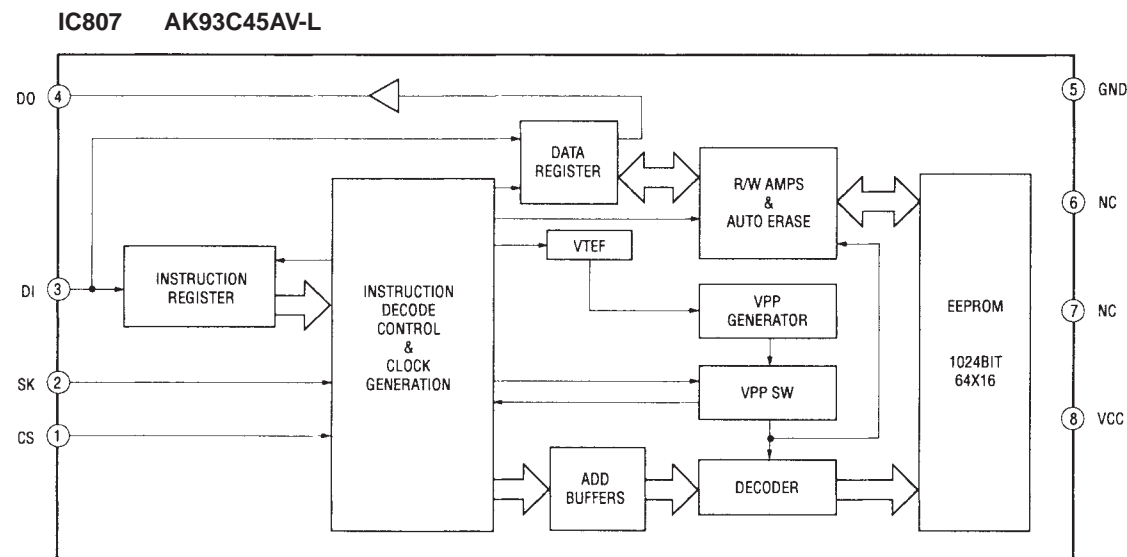 IC807 AK93C45AV-L
DO 4
5 GND
DATA
REGISTER
R/W AMPS
&
AUTO ERASE
6 NC
VTEF
DI 3
INSTRUCTION
REGISTER
INSTRUCTION
DECODE
CONTROL
&
CLOCK
GENERATION
VPP
GENERATOR
EEPROM
1024BIT
64X16
7 NC
SK 2
VPP SW
8 VCC
CS 1
ADD
BUFFERS
DECODER